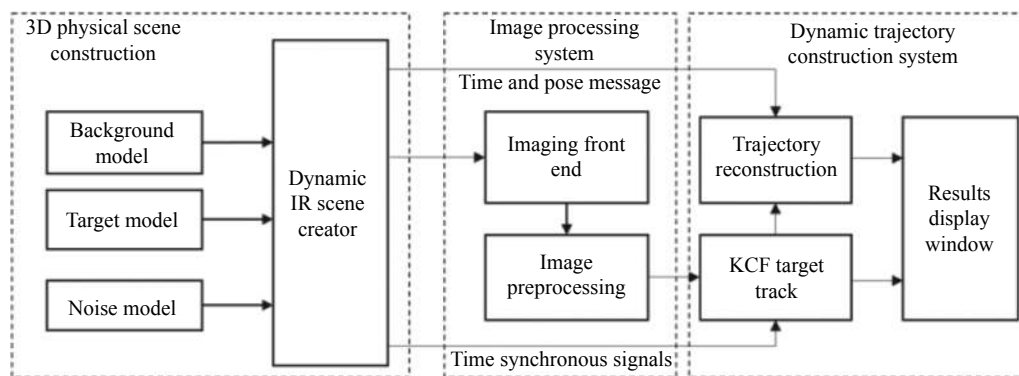 3D physical scene
construction
Background
model
Target model
Noise model
Dynamic
IR scene
creator
Image processing
system
Time and pose message
Imaging front
end
Image
preprocessing
Time synchronous signals
Dynamic trajectory
construction system
Trajectory
reconstruction
KCF target
track
Results
display
window